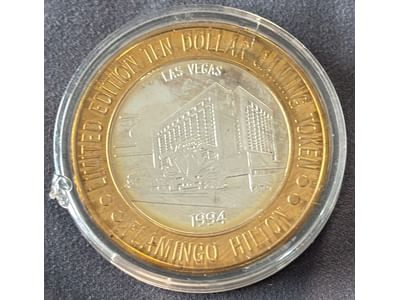 LIMITED EDITION TEN DOLLAR GAMING TOKEN
LAS VEGAS
1994
FLAMINGO HILTON